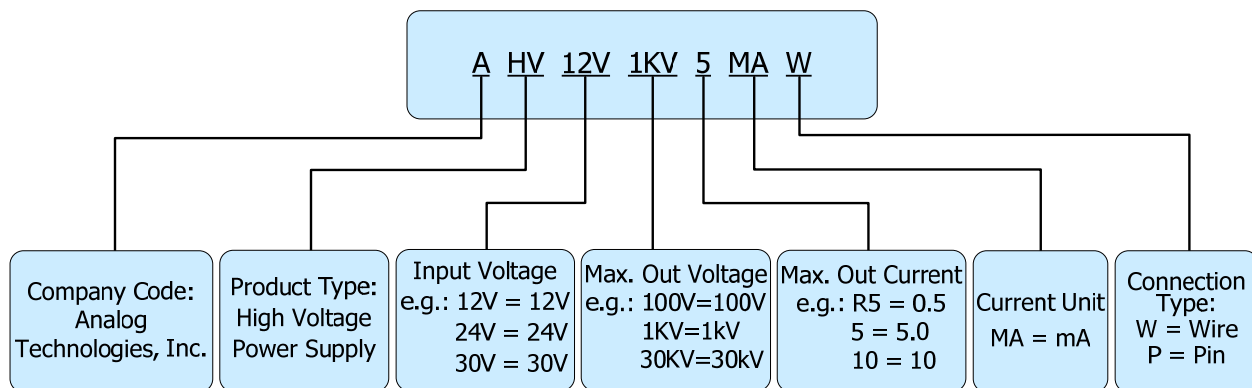 A HV 12V 1KV 5 MA W
Company Code:
Analog
Technologies, Inc.
Product Type:
High Voltage
Power Supply
Input Voltage
e.g.: 12V = 12V
24V = 24V
30V = 30V
Max. Out Voltage
e.g.: 100V=100V
1KV=1kV
30KV=30kV
Max. Out Current
e.g.: R5 = 0.5
5 = 5.0
10 = 10
Current Unit
MA = mA
Connection
Type:
W = Wire
P = Pin